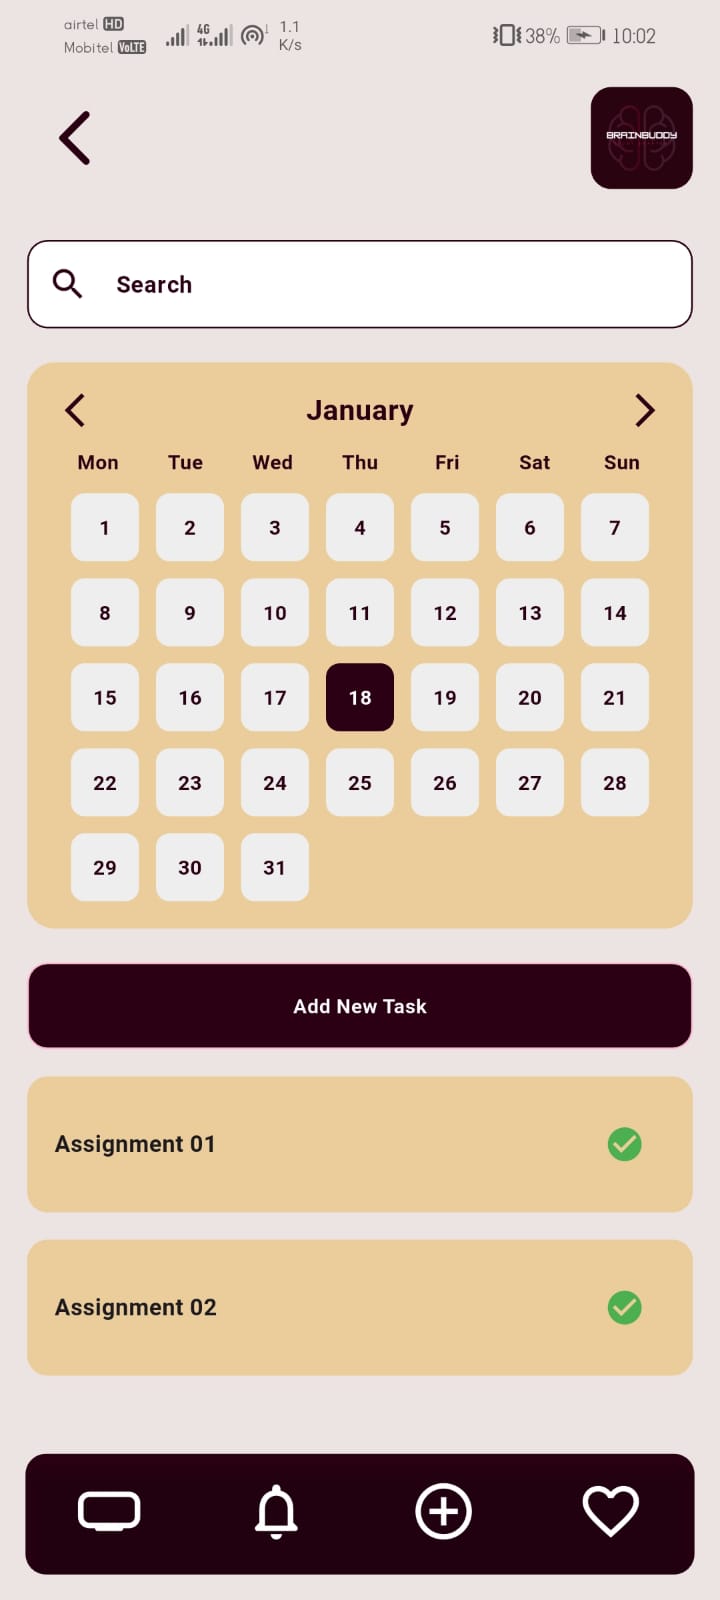 airtel HD
Mobitel VoLTE
4G
1.1
K/s
38% 10:02
BRAINBUDDY
Search
January
Mon Tue Wed Thu Fri Sat Sun
1 2 3 4 5 6 7
8 9 10 11 12 13 14
15 16 17 18 19 20 21
22 23 24 25 26 27 28
29 30 31
Add New Task
Assignment 01
Assignment 02